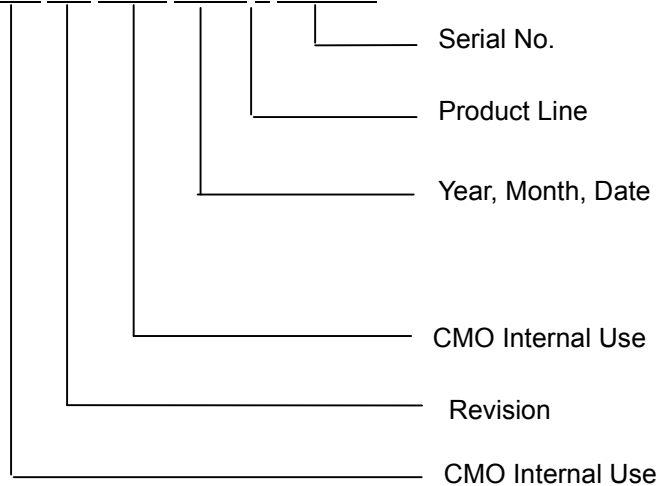 Serial No.
Product Line
Year, Month, Date
CMO Internal Use
Revision
CMO Internal Use